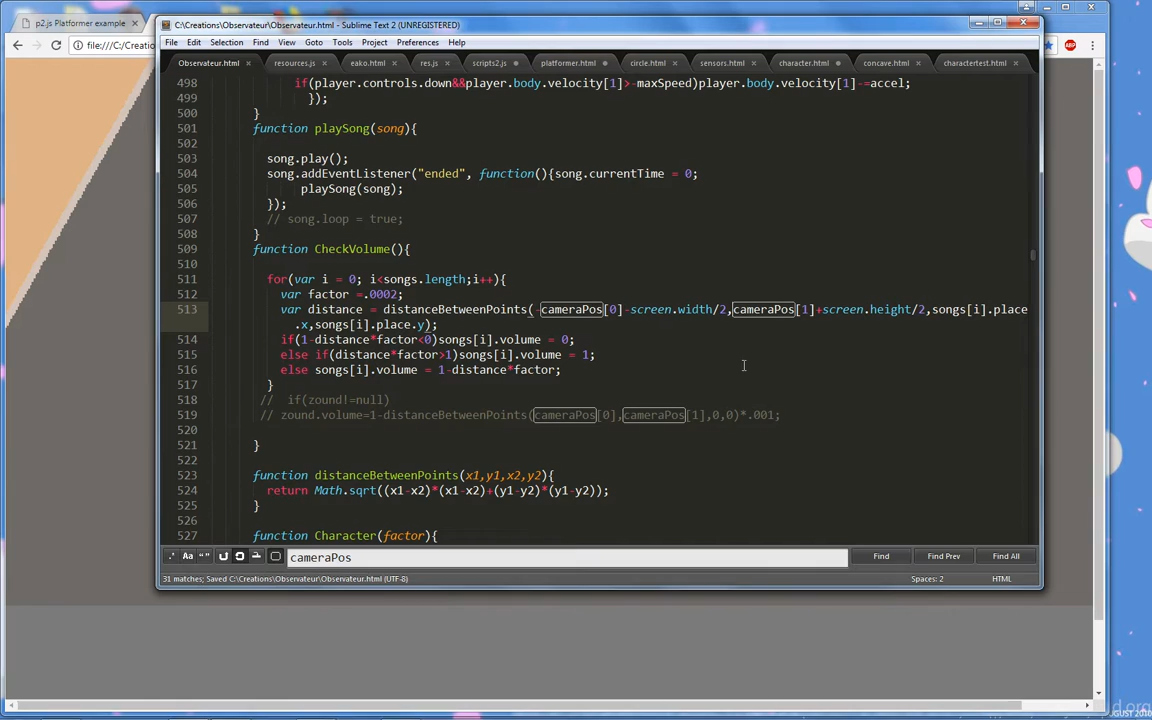 p2.js Platformer example
file:///C:/Creatio
C:\Creations\Observateur\Observateur.html - Sublime Text 2 (UNREGISTERED)
File Edit Selection Find View Goto Tools Project Preferences Help
Observateur.html resources.js eako.html res.js scripts2.js platformer.html circle.html sensors.html character.html concave.html charactertest.html
498 if(player.controls.down&&player.body.velocity[1]>-maxSpeed)player.body.velocity[1]-=accel;
499 });
500 }
501 function playSong(song){
502
503 song.play();
504 song.addEventListener("ended", function(){song.currentTime = 0;
505 playSong(song);
506 });
507 // song.loop = true;
508 }
509 function CheckVolume(){
510
511 for(var i = 0; i<songs.length;i++){
512 var factor =.0002;
513 var distance = distanceBetweenPoints(-cameraPos[0]-screen.width/2,cameraPos[1]+screen.height/2,songs[i].place
.x,songs[i].place.y);
514 if(1-distance*factor<0)songs[i].volume = 0;
515 else if(distance*factor>1)songs[i].volume = 1;
516 else songs[i].volume = 1-distance*factor;
517 }
518 // if(zound!=null)
519 // zound.volume=1-distanceBetweenPoints(cameraPos[0],cameraPos[1],0,0)*.001;
520
521 }
522
523 function distanceBetweenPoints(x1,y1,x2,y2){
524 return Math.sqrt((x1-x2)*(x1-x2)+(y1-y2)*(y1-y2));
525 }
526
527 function Character(factor){
.* Aa “” cameraPos Find Find Prev Find All
31 matches; Saved C:\Creations\Observateur\Observateur.html (UTF-8) Spaces: 2 HTML
ABP